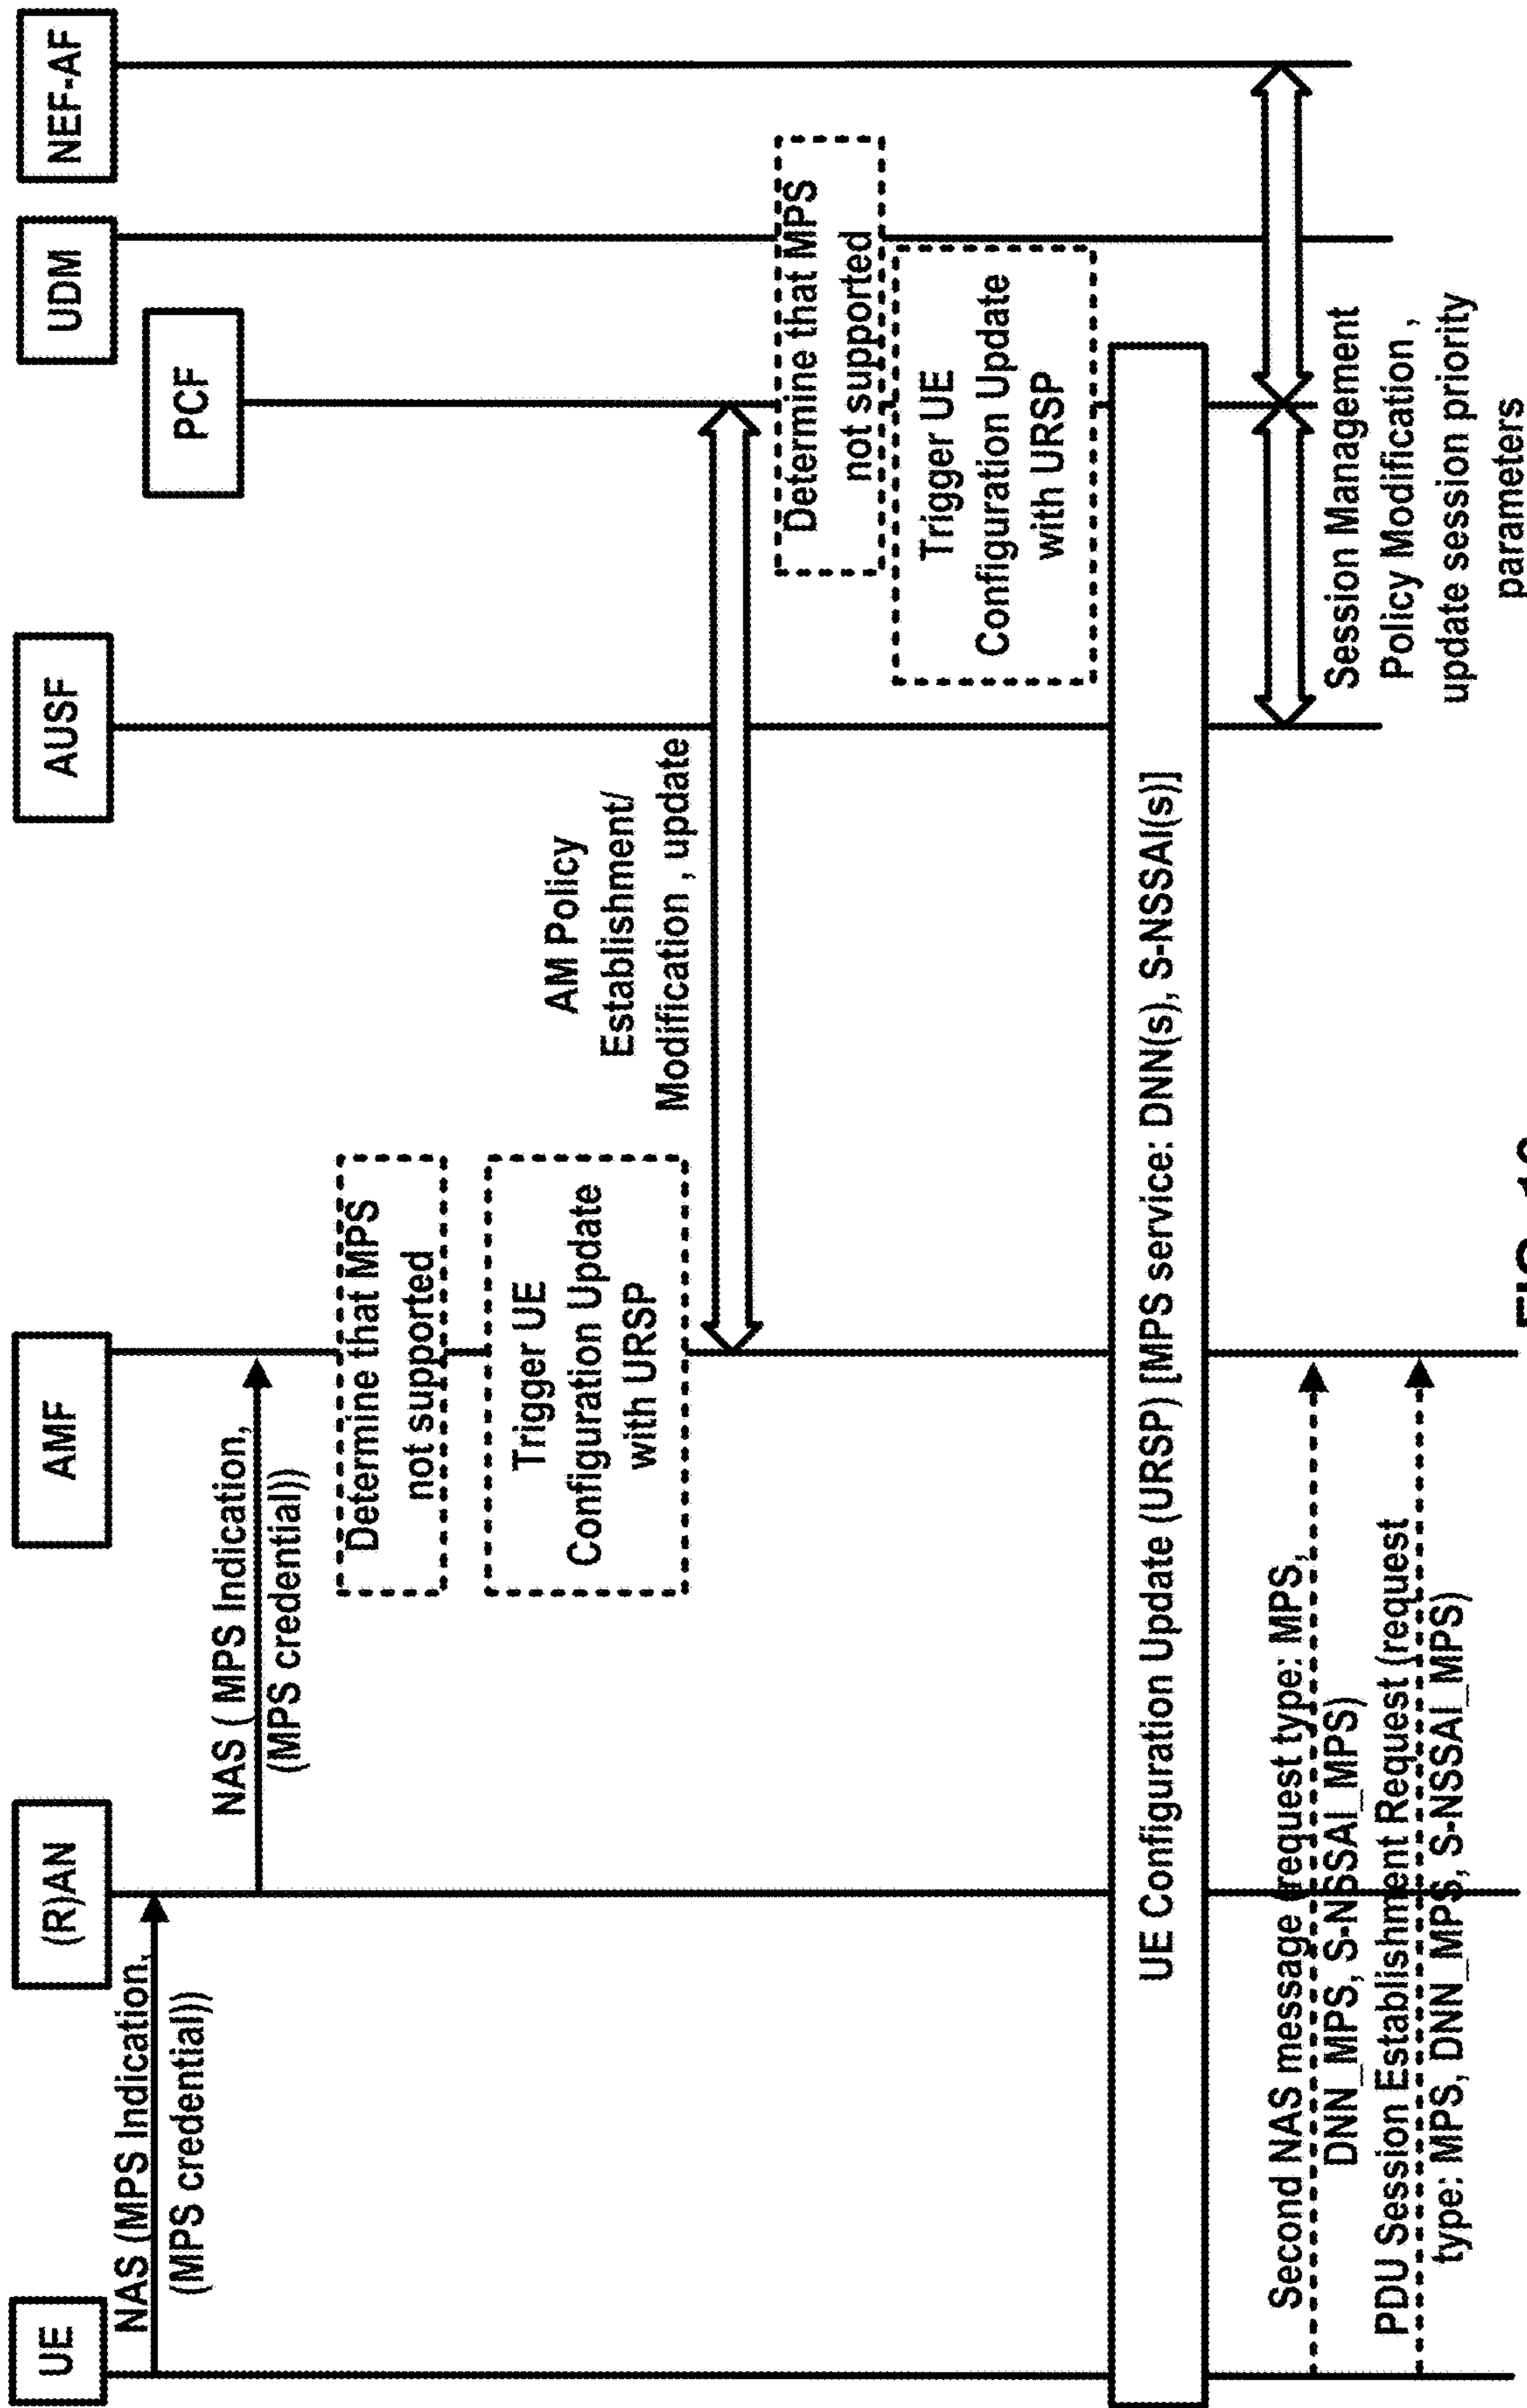 UE
(R)AN
AMF
AUSF
PCF
UDM
NEF-AF
NAS (MPS Indication,
(MPS credential))
NAS ( MPS Indication,
(MPS credential))
Determine that MPS
not supported
Trigger UE
Configuration Update
with URSP
AM Policy
Establishment/
Modification , update
Determine that MPS
not supported
Trigger UE
Configuration Update
with URSP
UE Configuration Update (URSP) [MPS service: DNN(s), S-NSSAI(s)]
Second NAS message (request type: MPS,
DNN_MPS, S-NSSAI_MPS)
PDU Session Establishment Request (request
type: MPS, DNN_MPS, S-NSSAI_MPS)
Session Management
Policy Modification ,
update session priority
parameters